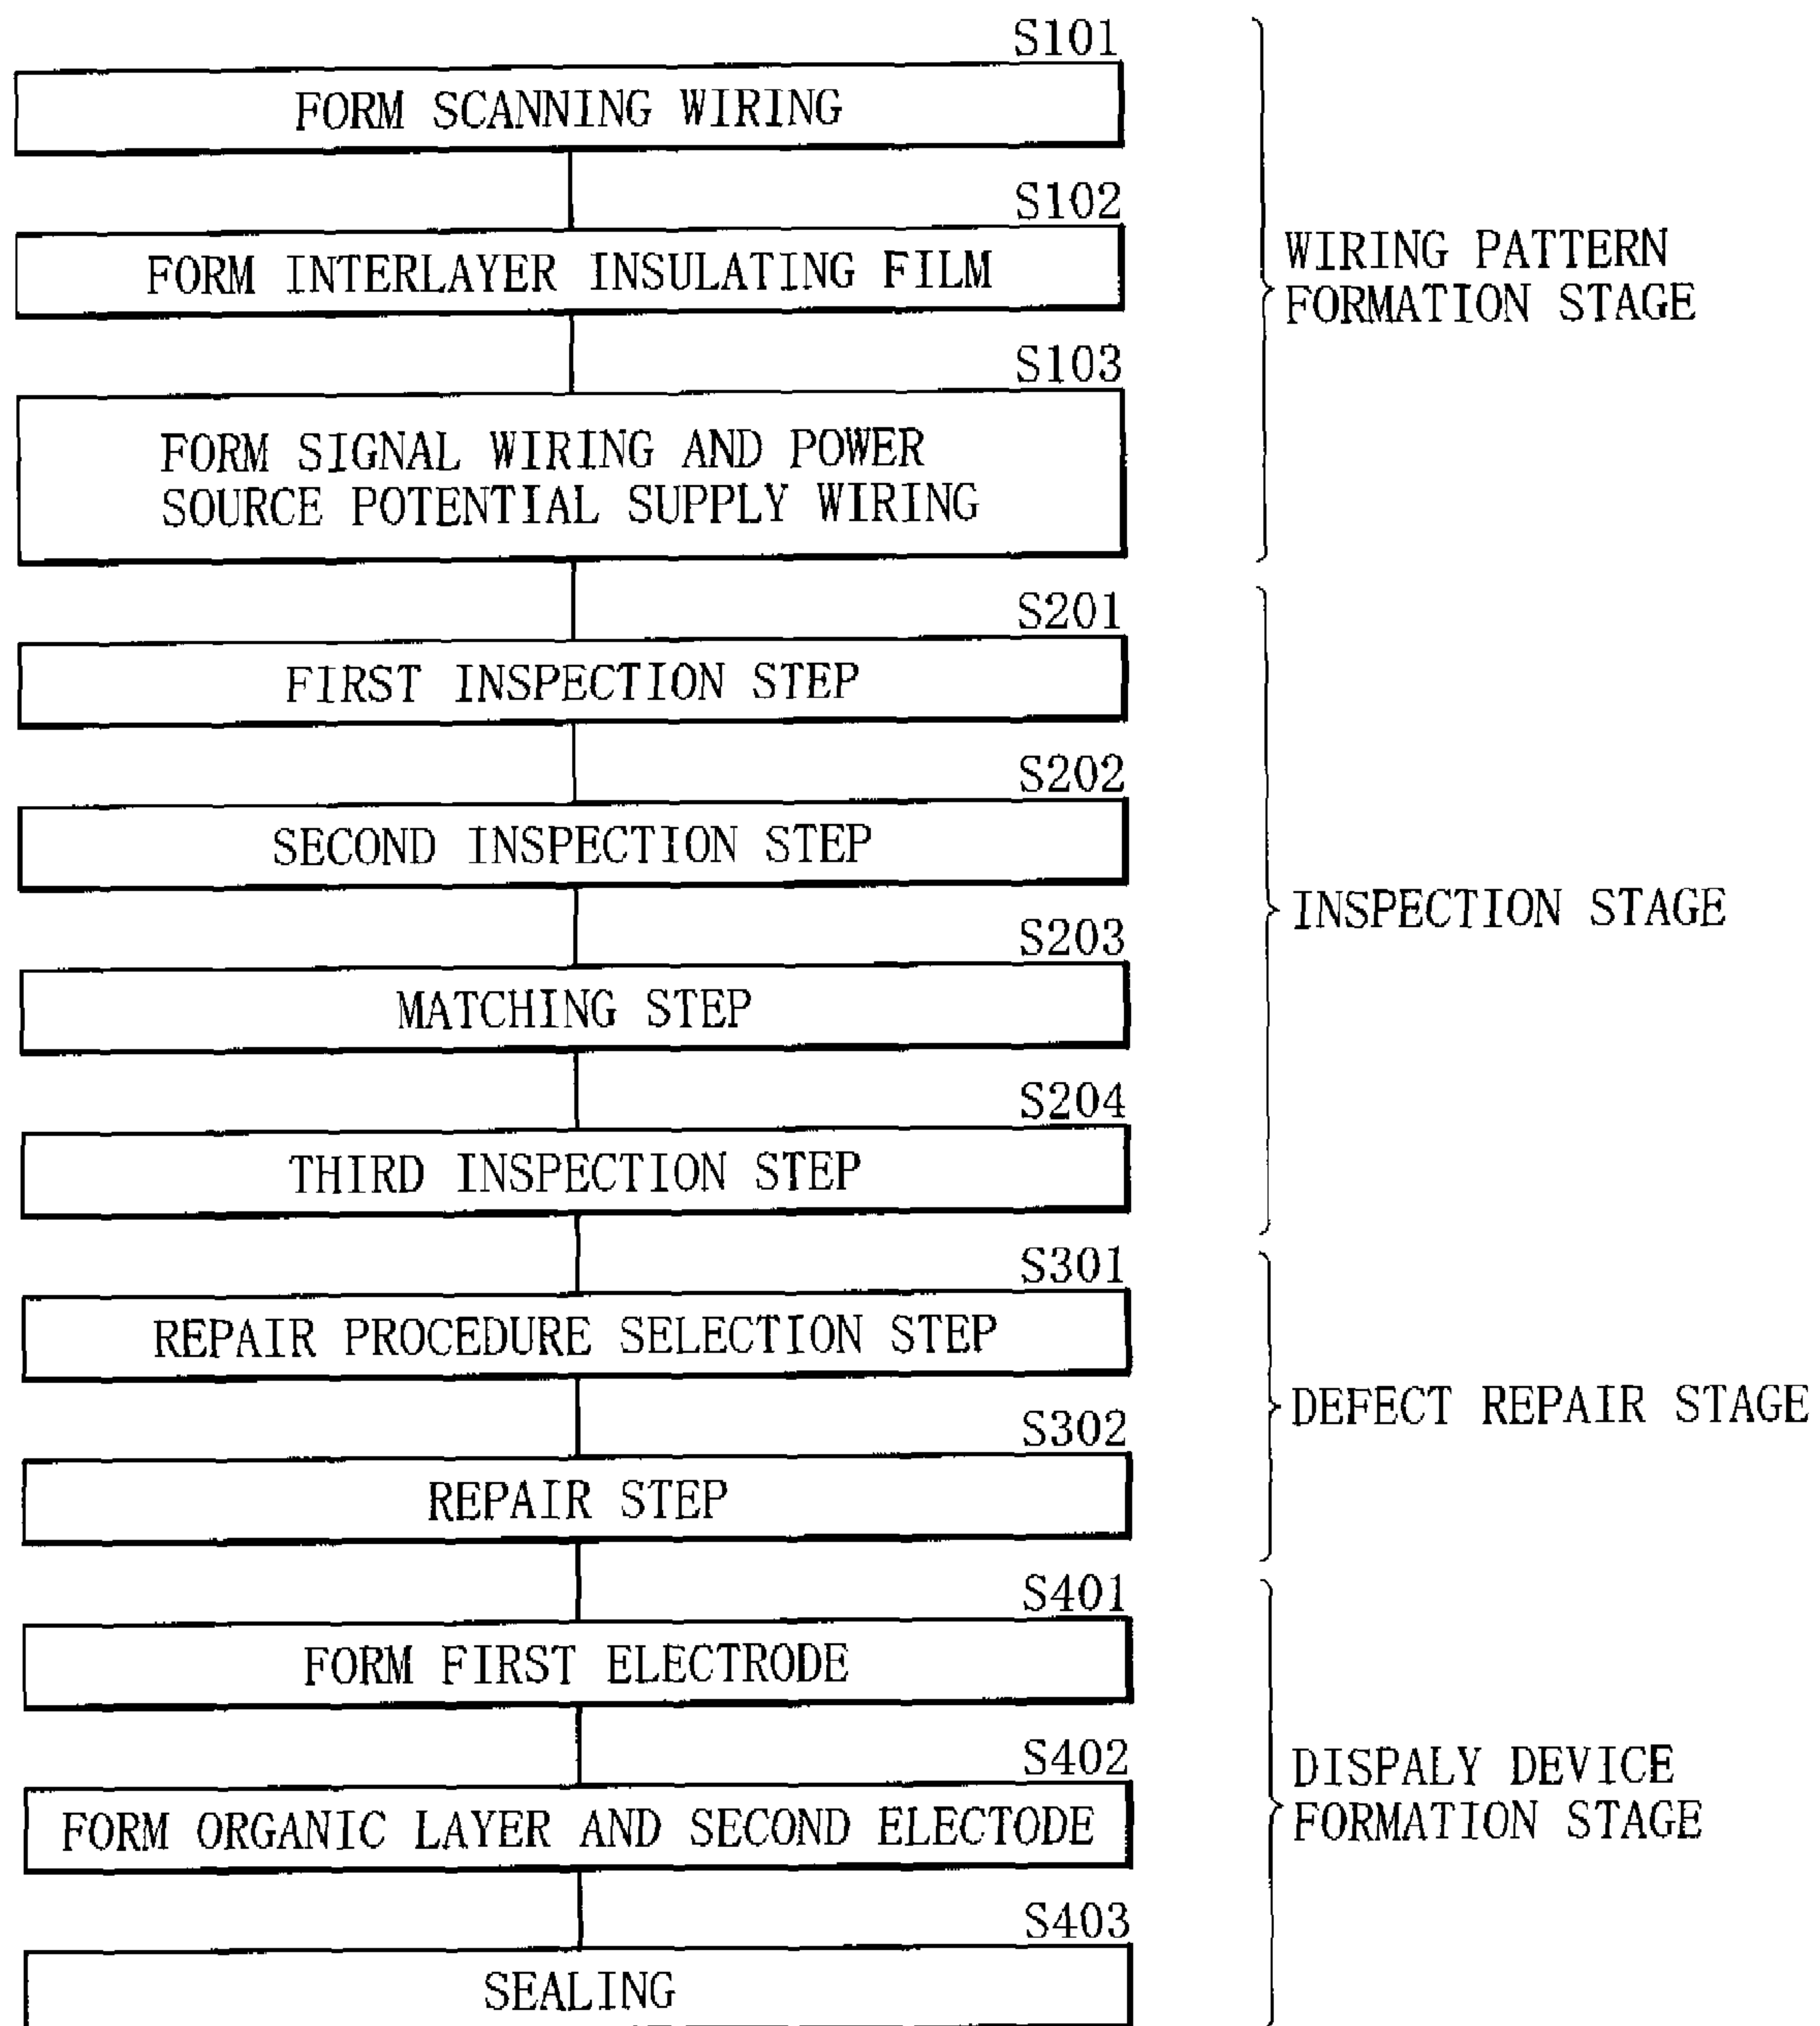 S101
FORM SCANNING WIRING
S102
FORM INTERLAYER INSULATING FILM
WIRING PATTERN
FORMATION STAGE
S103
FORM SIGNAL WIRING AND POWER
SOURCE POTENTIAL SUPPLY WIRING
S201
FIRST INSPECTION STEP
S202
SECOND INSPECTION STEP
INSPECTION STAGE
S203
MATCHING STEP
S204
THIRD INSPECTION STEP
S301
REPAIR PROCEDURE SELECTION STEP
DEFECT REPAIR STAGE
S302
REPAIR STEP
S401
FORM FIRST ELECTRODE
S402
FORM ORGANIC LAYER AND SECOND ELECTODE
DISPALY DEVICE
FORMATION STAGE
S403
SEALING